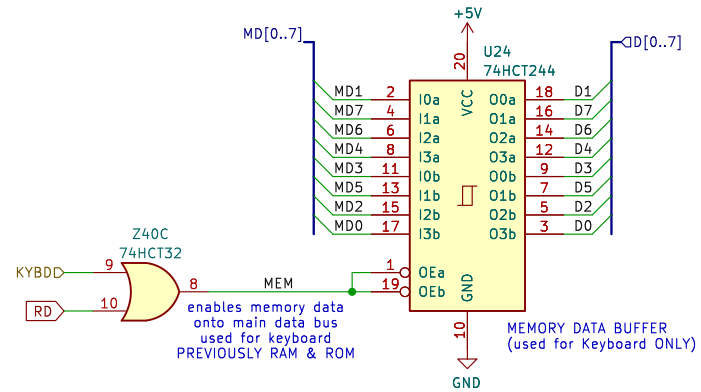 +5V
MD[0..7]
D[0..7]
U24
74HCT244
20
VCC
MD1 2 I0a O0a 18 D1
MD7 4 I1a O1a 16 D7
MD6 6 I2a O2a 14 D6
MD4 8 I3a O3a 12 D4
MD3 11 I0b O0b 9 D3
MD5 13 I1b O1b 7 D5
MD2 15 I2b O2b 5 D2
MD0 17 I3b O3b 3 D0
Z40C
74HCT32
KYBD 9
RD 10
8 MEM
1 OEa
19 OEb
GND
10
GND
enables memory data
onto main data bus
used for keyboard
PREVIOUSLY RAM & ROM
MEMORY DATA BUFFER
(used for Keyboard ONLY)